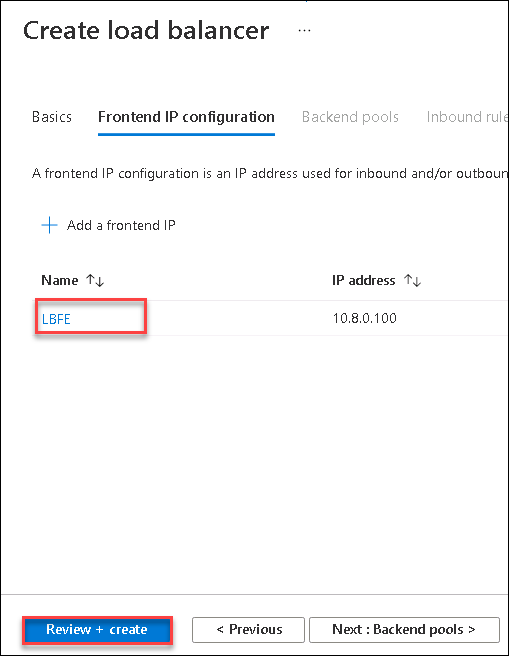 Create load balancer ...
Basics Frontend IP configuration Backend pools Inbound rule
A frontend IP configuration is an IP address used for inbound and/or outboun
+ Add a frontend IP
Name ↑↓ IP address ↑↓
LBFE 10.8.0.100
Review + create < Previous Next : Backend pools >